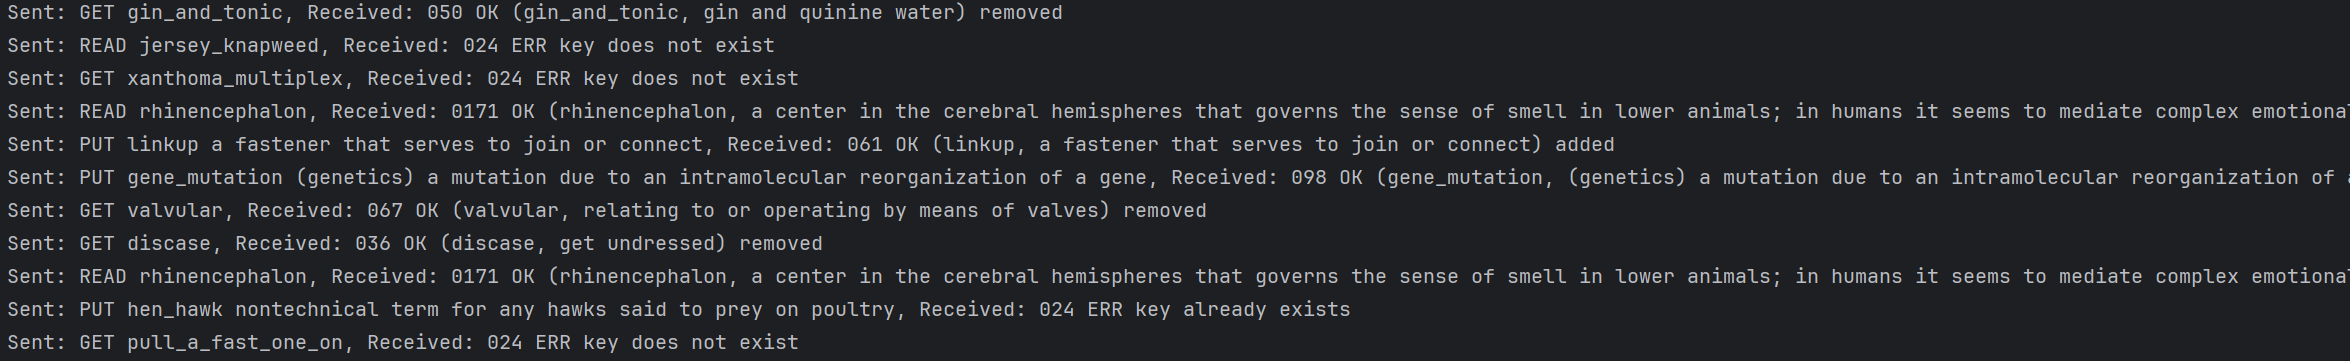 Sent: GET gin_and_tonic, Received: 050 OK (gin_and_tonic, gin and quinine water) removed
Sent: READ jersey_knapweed, Received: 024 ERR key does not exist
Sent: GET xanthoma_multiplex, Received: 024 ERR key does not exist
Sent: READ rhinencephalon, Received: 0171 OK (rhinencephalon, a center in the cerebral hemispheres that governs the sense of smell in lower animals; in humans it seems to mediate complex emotional
Sent: PUT linkup a fastener that serves to join or connect, Received: 061 OK (linkup, a fastener that serves to join or connect) added
Sent: PUT gene_mutation (genetics) a mutation due to an intramolecular reorganization of a gene, Received: 098 OK (gene_mutation, (genetics) a mutation due to an intramolecular reorganization of a
Sent: GET valvular, Received: 067 OK (valvular, relating to or operating by means of valves) removed
Sent: GET discase, Received: 036 OK (discase, get undressed) removed
Sent: READ rhinencephalon, Received: 0171 OK (rhinencephalon, a center in the cerebral hemispheres that governs the sense of smell in lower animals; in humans it seems to mediate complex emotional
Sent: PUT hen_hawk nontechnical term for any hawks said to prey on poultry, Received: 024 ERR key already exists
Sent: GET pull_a_fast_one_on, Received: 024 ERR key does not exist